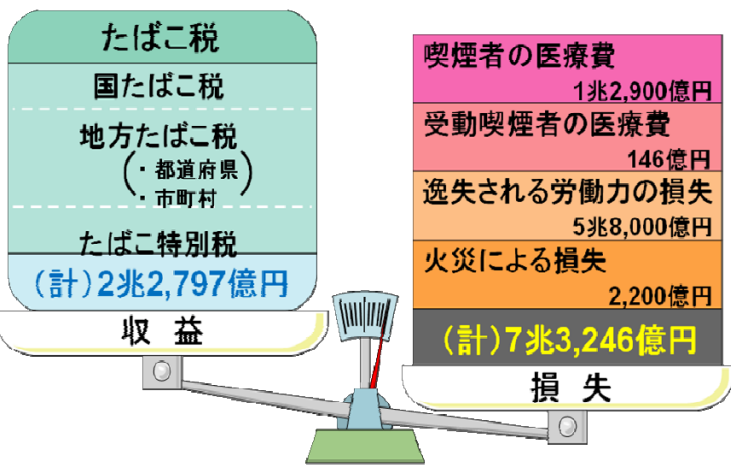 たばこ税
国たばこ税
地方たばこ税
(・都道府県
・市町村)
たばこ特別税
(計)2兆2,797億円
収益
喫煙者の医療費
1兆2,900億円
受動喫煙者の医療費
146億円
逸失される労働力の損失
5兆8,000億円
火災による損失
2,200億円
(計)7兆3,246億円
損失